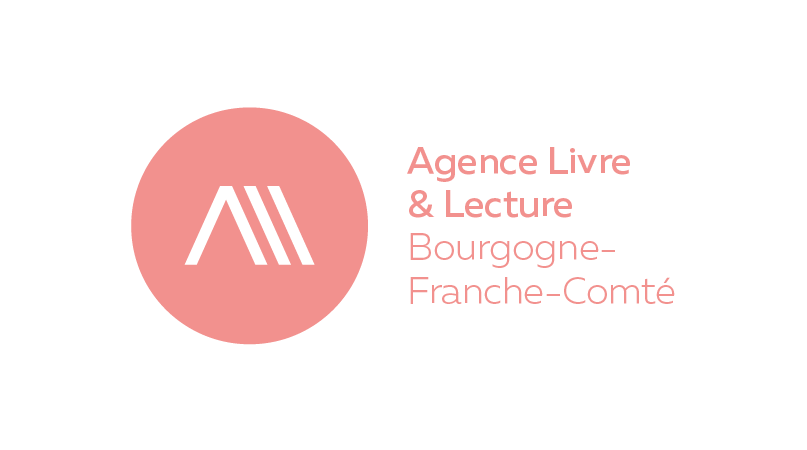 Agence Livre
& Lecture
Bourgogne-
Franche-Comté